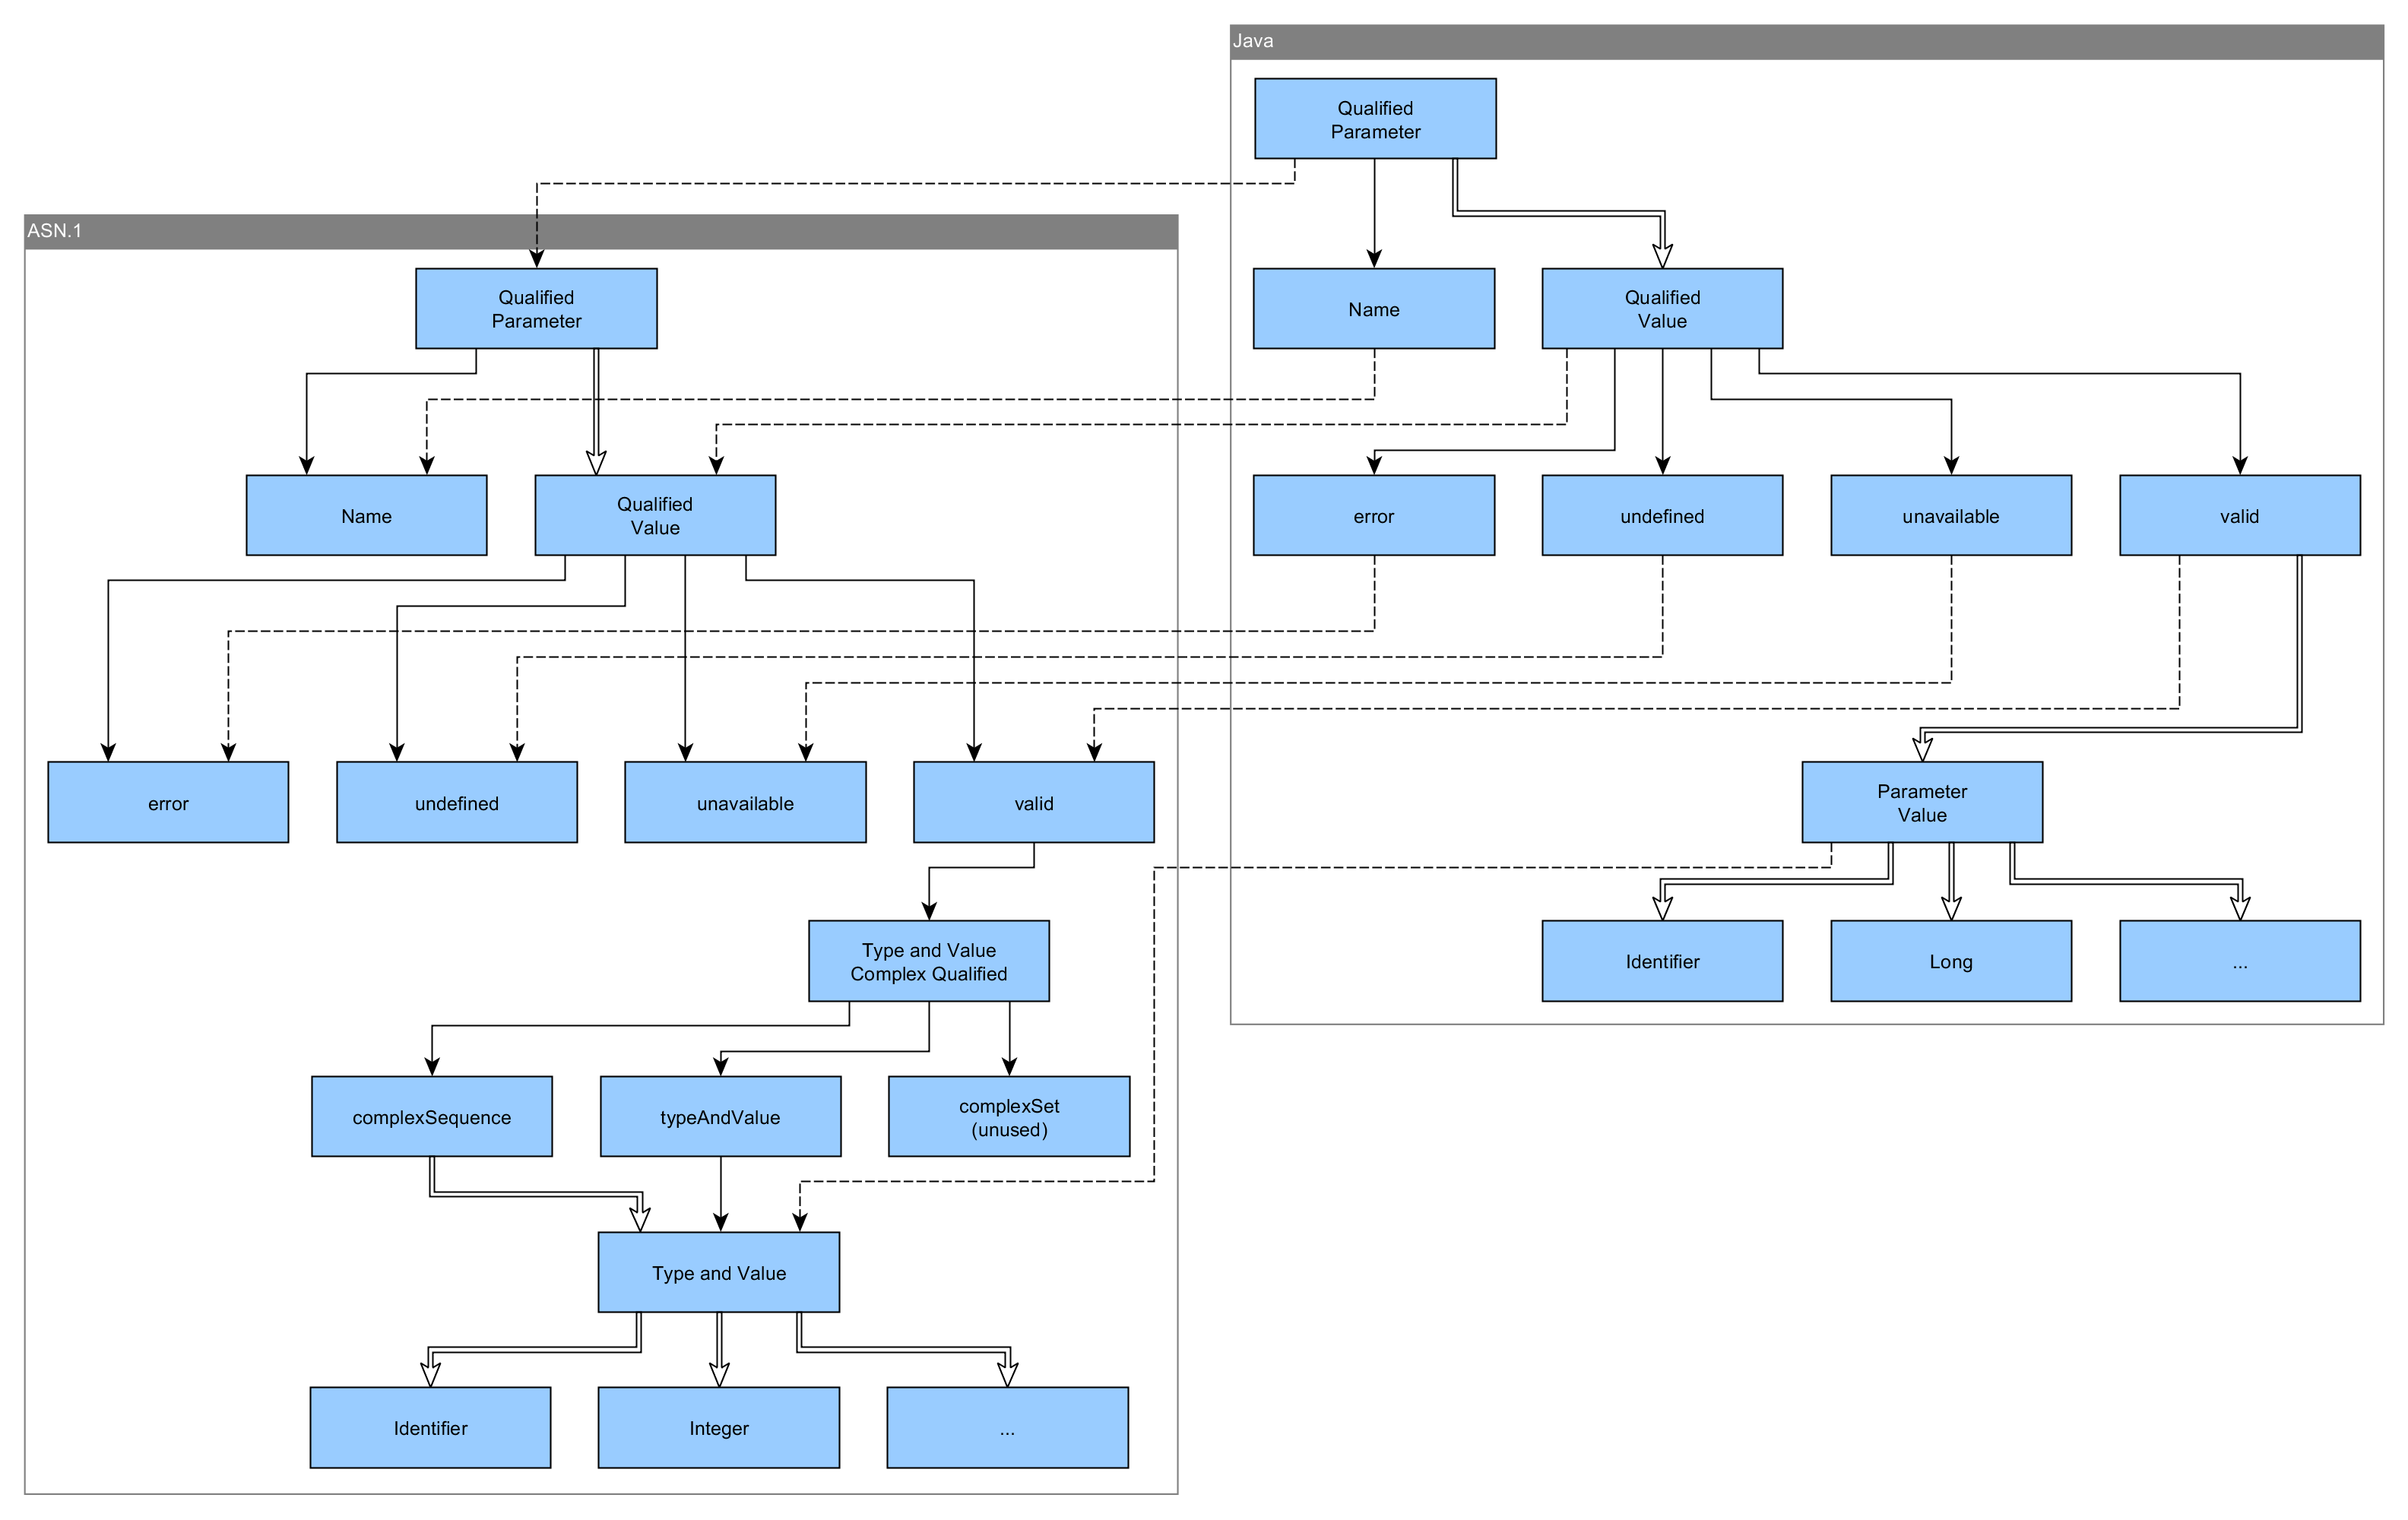 Java
Qualified
Parameter
Name
Qualified
Value
error
undefined
unavailable
valid
Parameter
Value
Identifier
Long
...
ASN.1
Qualified
Parameter
Name
Qualified
Value
error
undefined
unavailable
valid
Type and Value
Complex Qualified
complexSequence
typeAndValue
complexSet
(unused)
Type and Value
Identifier
Integer
...